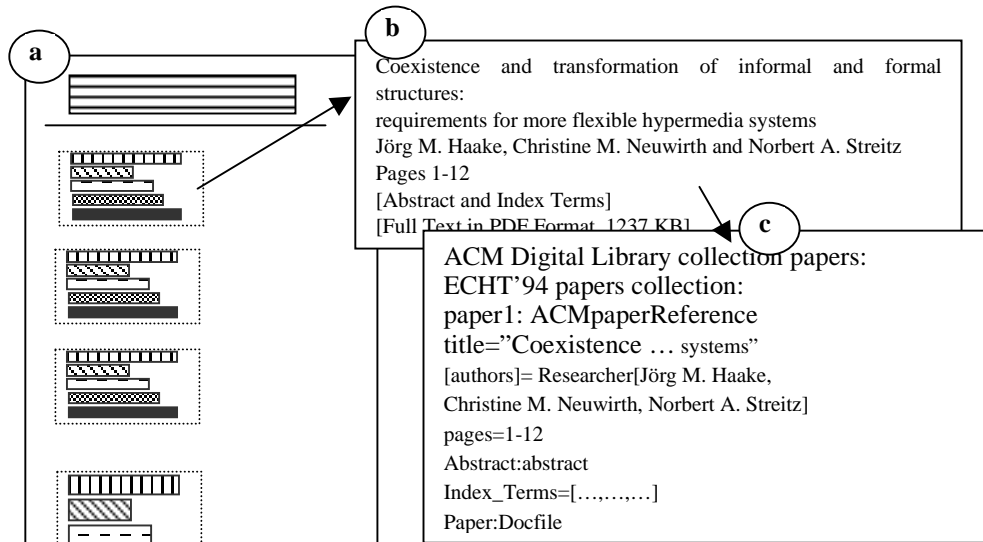 a
b
Coexistence and transformation of informal and formal
structures:
requirements for more flexible hypermedia systems
Jörg M. Haake, Christine M. Neuwirth and Norbert A. Streitz
Pages 1-12
[Abstract and Index Terms]
[Full Text in PDF Format, 1237 KB]
c
ACM Digital Library collection papers:
ECHT’94 papers collection:
paper1: ACMpaperReference
title=”Coexistence … systems”
[authors]= Researcher[Jörg M. Haake,
Christine M. Neuwirth, Norbert A. Streitz]
pages=1-12
Abstract:abstract
Index_Terms=[…,…,…]
Paper:Docfile